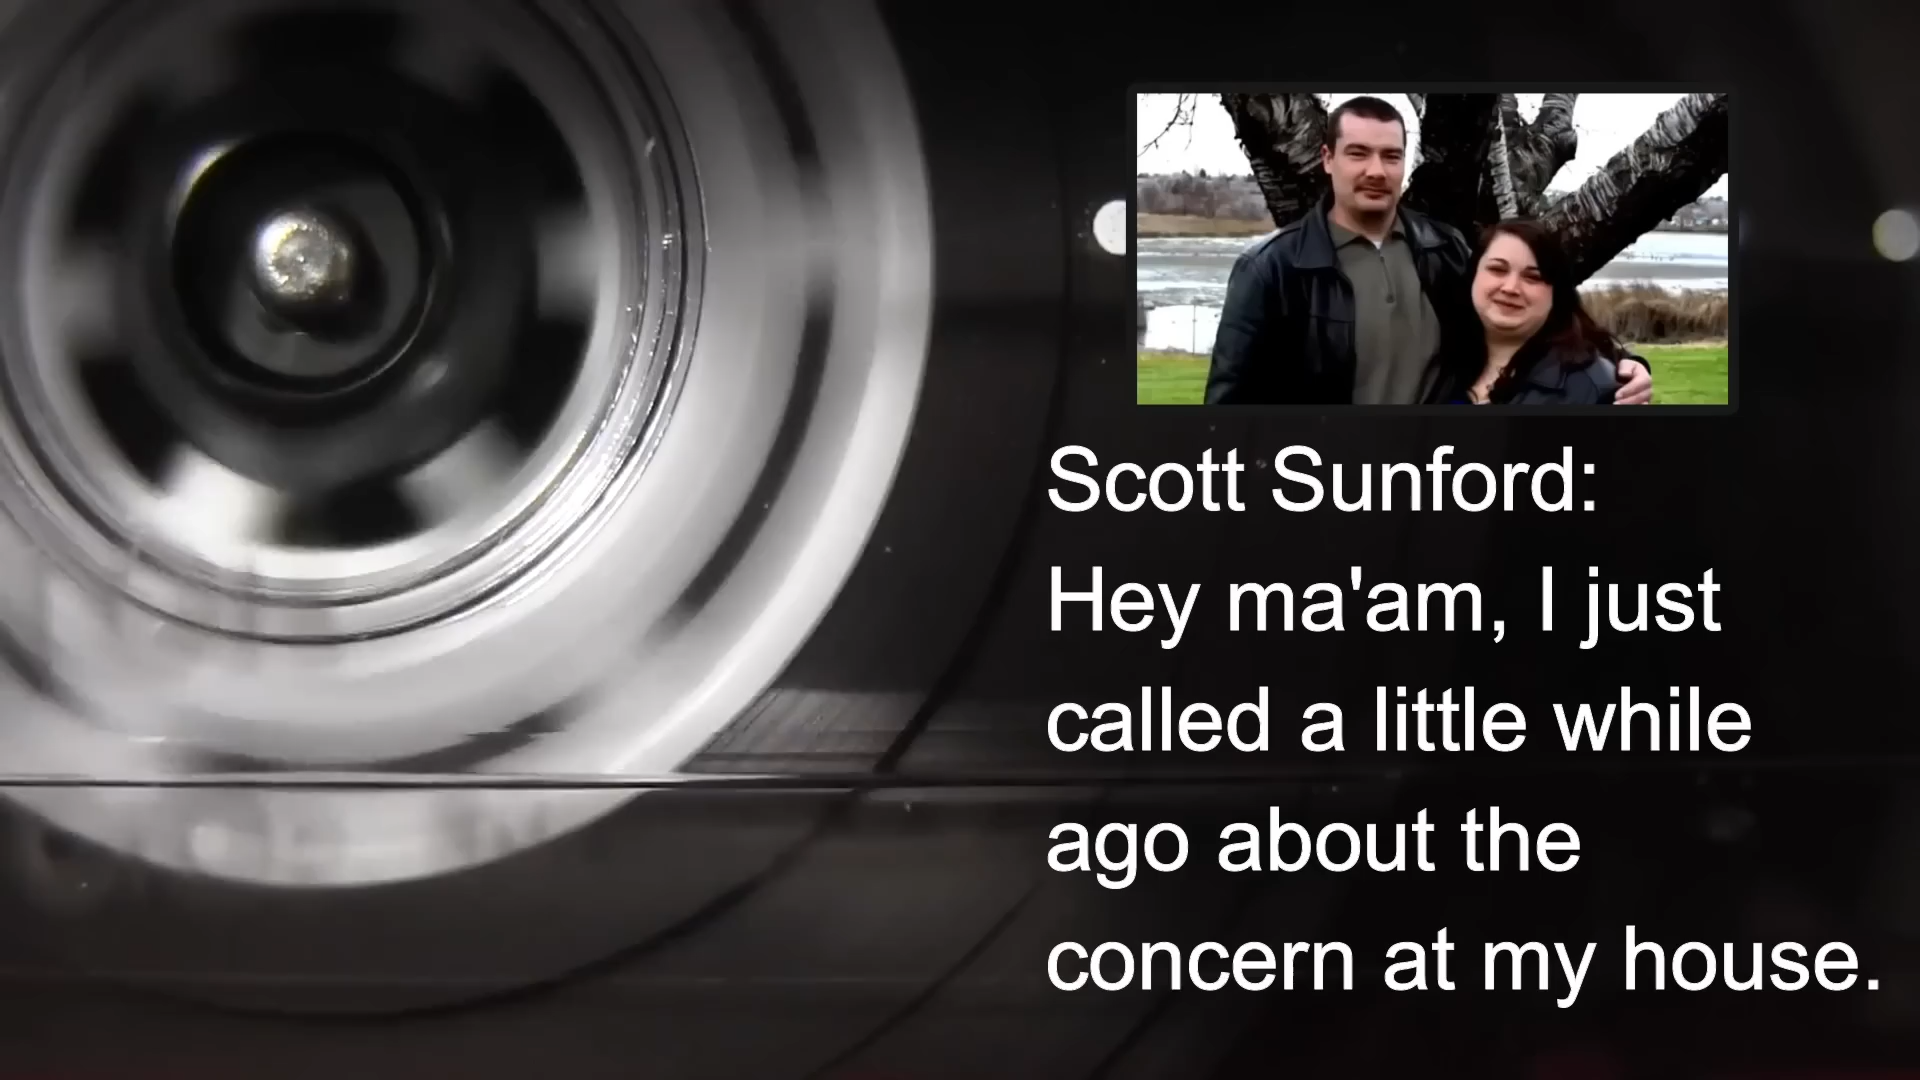 Scott Sunford:
Hey ma'am, I just
called a little while
ago about the
concern at my house.